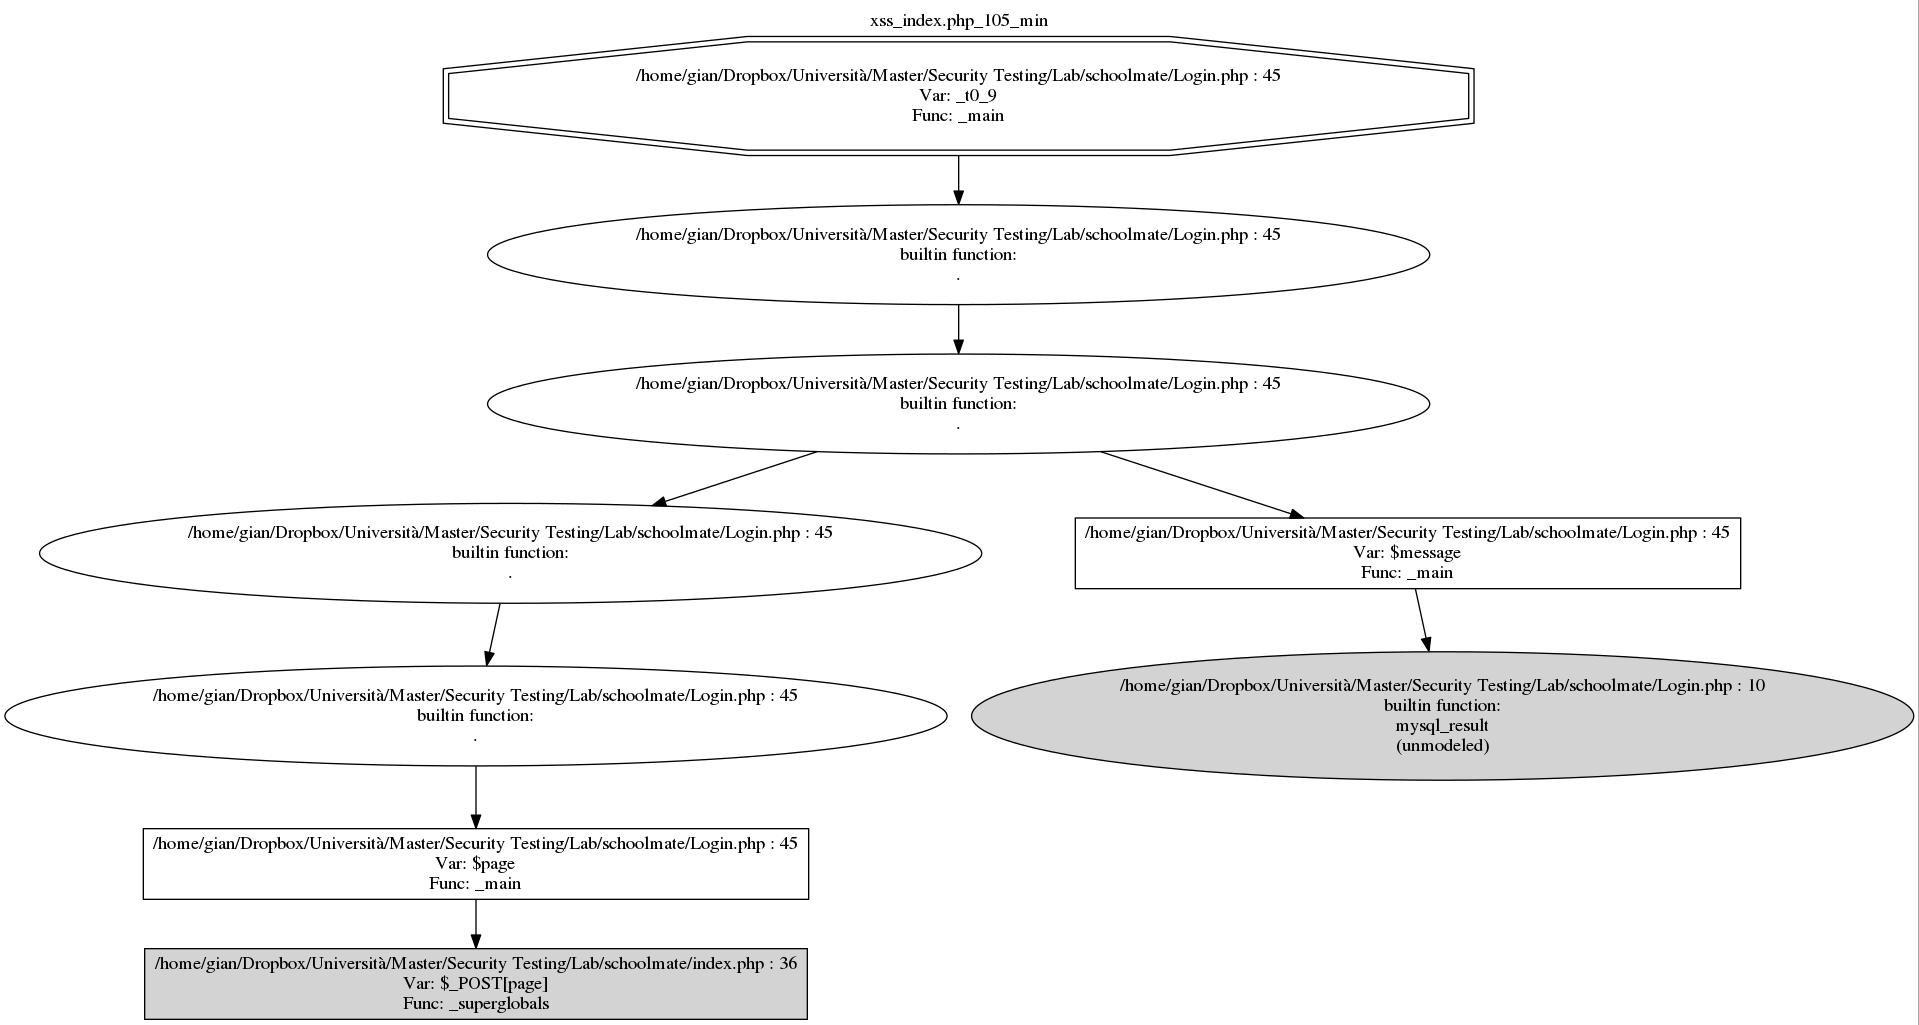 xss_index.php_105_min
/home/gian/Dropbox/Università/Master/Security Testing/Lab/schoolmate/Login.php : 45
Var: _t0_9
Func: _main
/home/gian/Dropbox/Università/Master/Security Testing/Lab/schoolmate/Login.php : 45
builtin function:
.
/home/gian/Dropbox/Università/Master/Security Testing/Lab/schoolmate/Login.php : 45
builtin function:
.
/home/gian/Dropbox/Università/Master/Security Testing/Lab/schoolmate/Login.php : 45
builtin function:
.
/home/gian/Dropbox/Università/Master/Security Testing/Lab/schoolmate/Login.php : 45
Var: $message
Func: _main
/home/gian/Dropbox/Università/Master/Security Testing/Lab/schoolmate/Login.php : 45
builtin function:
.
/home/gian/Dropbox/Università/Master/Security Testing/Lab/schoolmate/Login.php : 10
builtin function:
mysql_result
(unmodeled)
/home/gian/Dropbox/Università/Master/Security Testing/Lab/schoolmate/Login.php : 45
Var: $page
Func: _main
/home/gian/Dropbox/Università/Master/Security Testing/Lab/schoolmate/index.php : 36
Var: $_POST[page]
Func: _superglobals